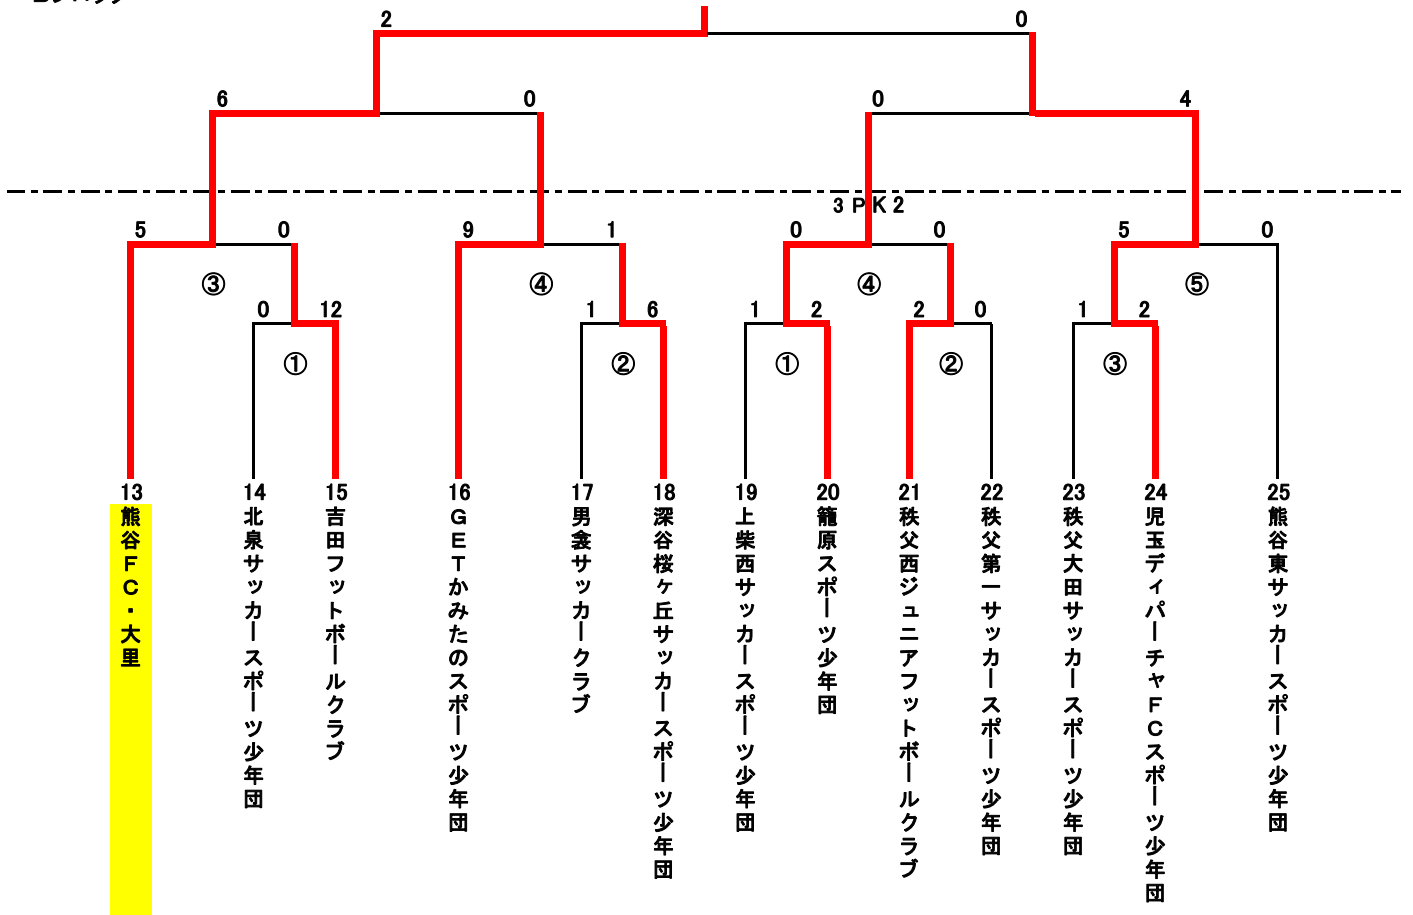 2 0
6 0 0 4
3 PK 2
5 0 9 1 0 0 5 0
③ ④ ④ ⑤
0 12 1 6 1 2 2 0 1 2
① ② ① ② ③
13 熊谷FC・大里
14 北泉サッカースポーツ少年団
15 吉田フットボールクラブ
16 GETかみたのスポーツ少年団
17 男衾サッカークラブ
18 深谷桜ヶ丘サッカースポーツ少年団
19 上柴西サッカースポーツ少年団
20 籠原スポーツ少年団
21 秩父西ジュニアフットボールクラブ
22 秩父第一サッカースポーツ少年団
23 秩父大田サッカースポーツ少年団
24 児玉ディパーチャFCスポーツ少年団
25 熊谷東サッカースポーツ少年団